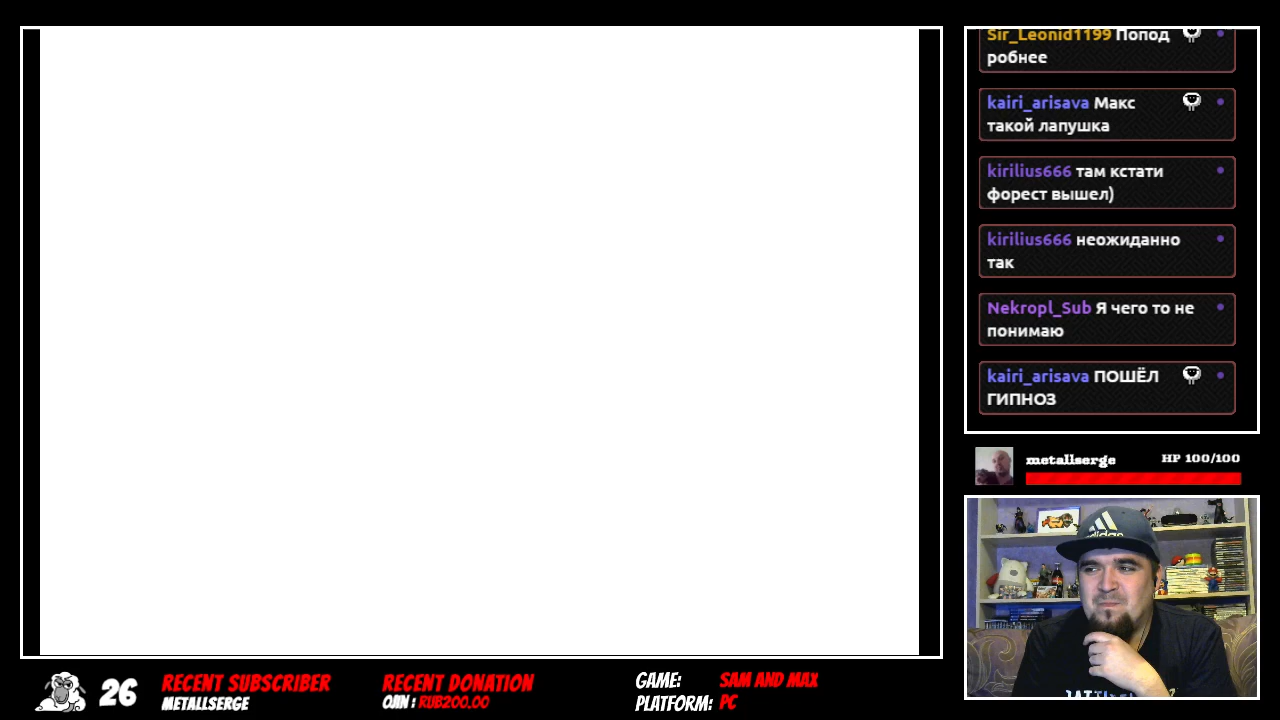 Sir_Leonid1199 Попод
робнее
kairi_arisava Макс
такой лапушка
kirilius666 там кстати
форест вышел)
kirilius666 неожиданно
так
Nekropl_Sub Я чего то не
понимаю
kairi_arisava ПОШЁЛ
ГИПНОЗ
metallserge HP 100/100
adidas
26
RECENT SUBSCRIBER
METALLSERGE
RECENT DONATION
OJIN : RUB200.00
GAME: SAM AND MAX
PLATFORM: PC